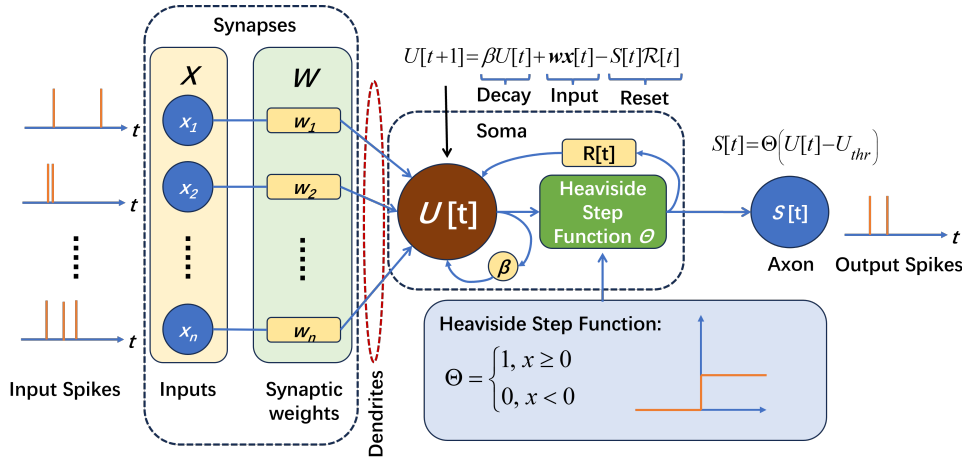 Synapses
U[t+1]=βU[t]+wx[t]−S[t]R[t]
Decay Input Reset
X
W
Soma
S[t]=Θ(U[t]−U_thr)
t
x1
w1
R[t]
t
x2
w2
U[t]
Heaviside
Step
Function Θ
S[t]
t
β
Axon
Output Spikes
t
xn
wn
Heaviside Step Function:
Θ = {1, x ≥ 0
0, x < 0
Input Spikes
Inputs
Synaptic
weights
Dendrites